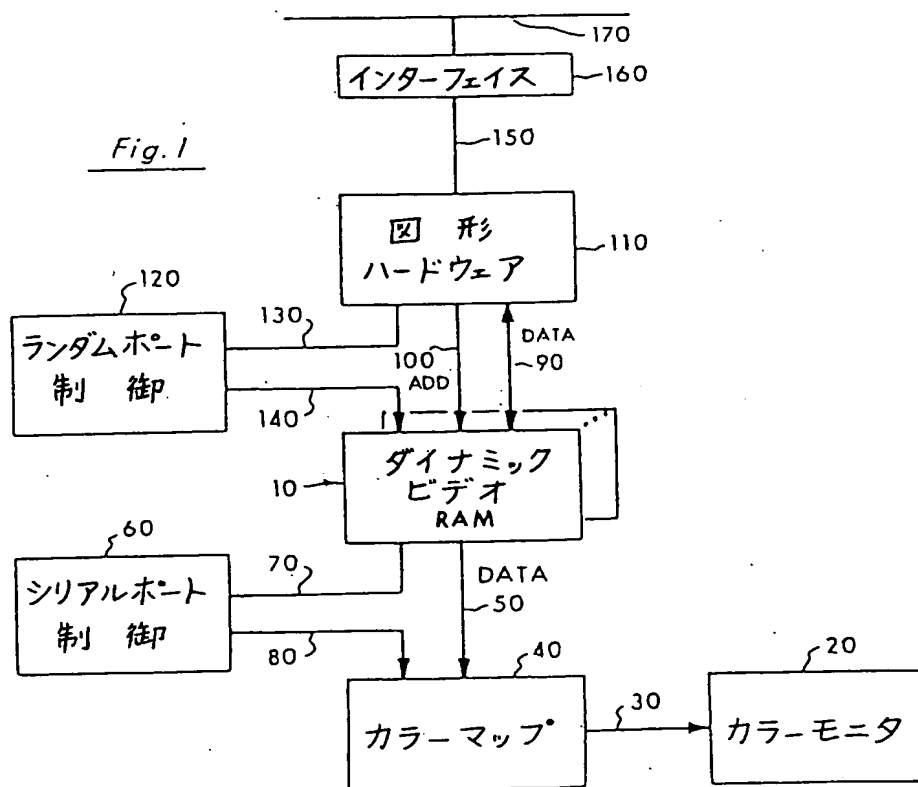 170
インターフェイス
160
150
Fig. 1
図 形
ハードウェア
110
120
ランダムポート
制 御
130
140
100
ADD
DATA
90
10
ダイナミック
ビデオ
RAM
60
シリアルポート
制 御
70
80
DATA
50
40
カラーマップ
30
20
カラーモニタ